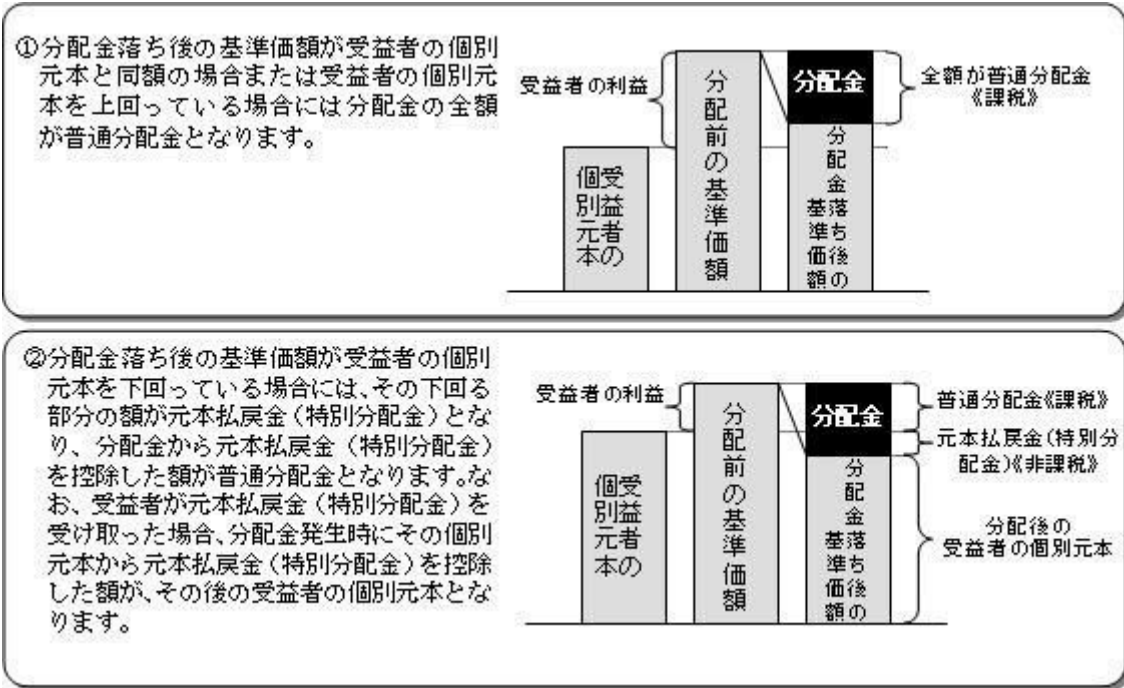 ①分配金落ち後の基準価額が受益者の個別
元本と同額の場合または受益者の個別元
本を上回っている場合には分配金の全額
が普通分配金となります。
受益者の利益
受益者の
個別元本
分配前の基準価額
分配金
分配金落ち後の
基準価額
全額が普通分配金
《課税》
②分配金落ち後の基準価額が受益者の個別
元本を下回っている場合には、その下回る
部分の額が元本払戻金（特別分配金）とな
り、分配金から元本払戻金（特別分配金）
を控除した額が普通分配金となります。な
お、受益者が元本払戻金（特別分配金）を
受け取った場合、分配金発生時にその個別
元本から元本払戻金（特別分配金）を控除
した額が、その後の受益者の個別元本とな
ります。
受益者の利益
受益者の
個別元本
分配前の基準価額
分配金
分配金落ち後の
基準価額
普通分配金《課税》
元本払戻金（特別分
配金）《非課税》
分配後の
受益者の個別元本